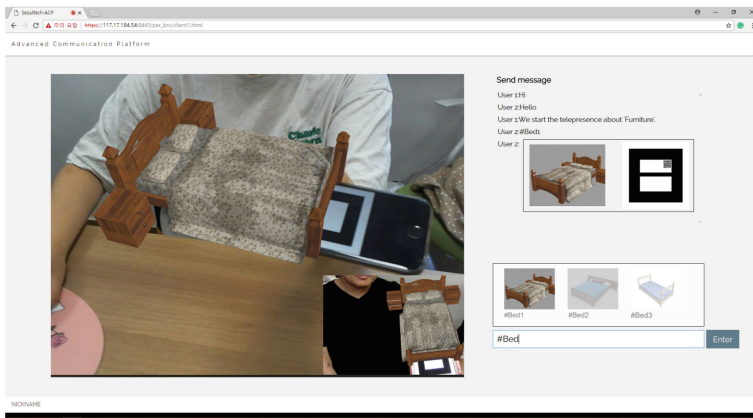 SeoulTech-ACP
주의 요함 | https://117.17.184.54:8443/per_bro/client1.html
Advanced Communication Platform
Send message
User 1:Hi
User 2:Hello
User 1:We start the telepresence about 'Furniture'.
User 2:#Bed1
User 2:
#Bed1
#Bed2
#Bed3
#Bed
Enter
NICKNAME